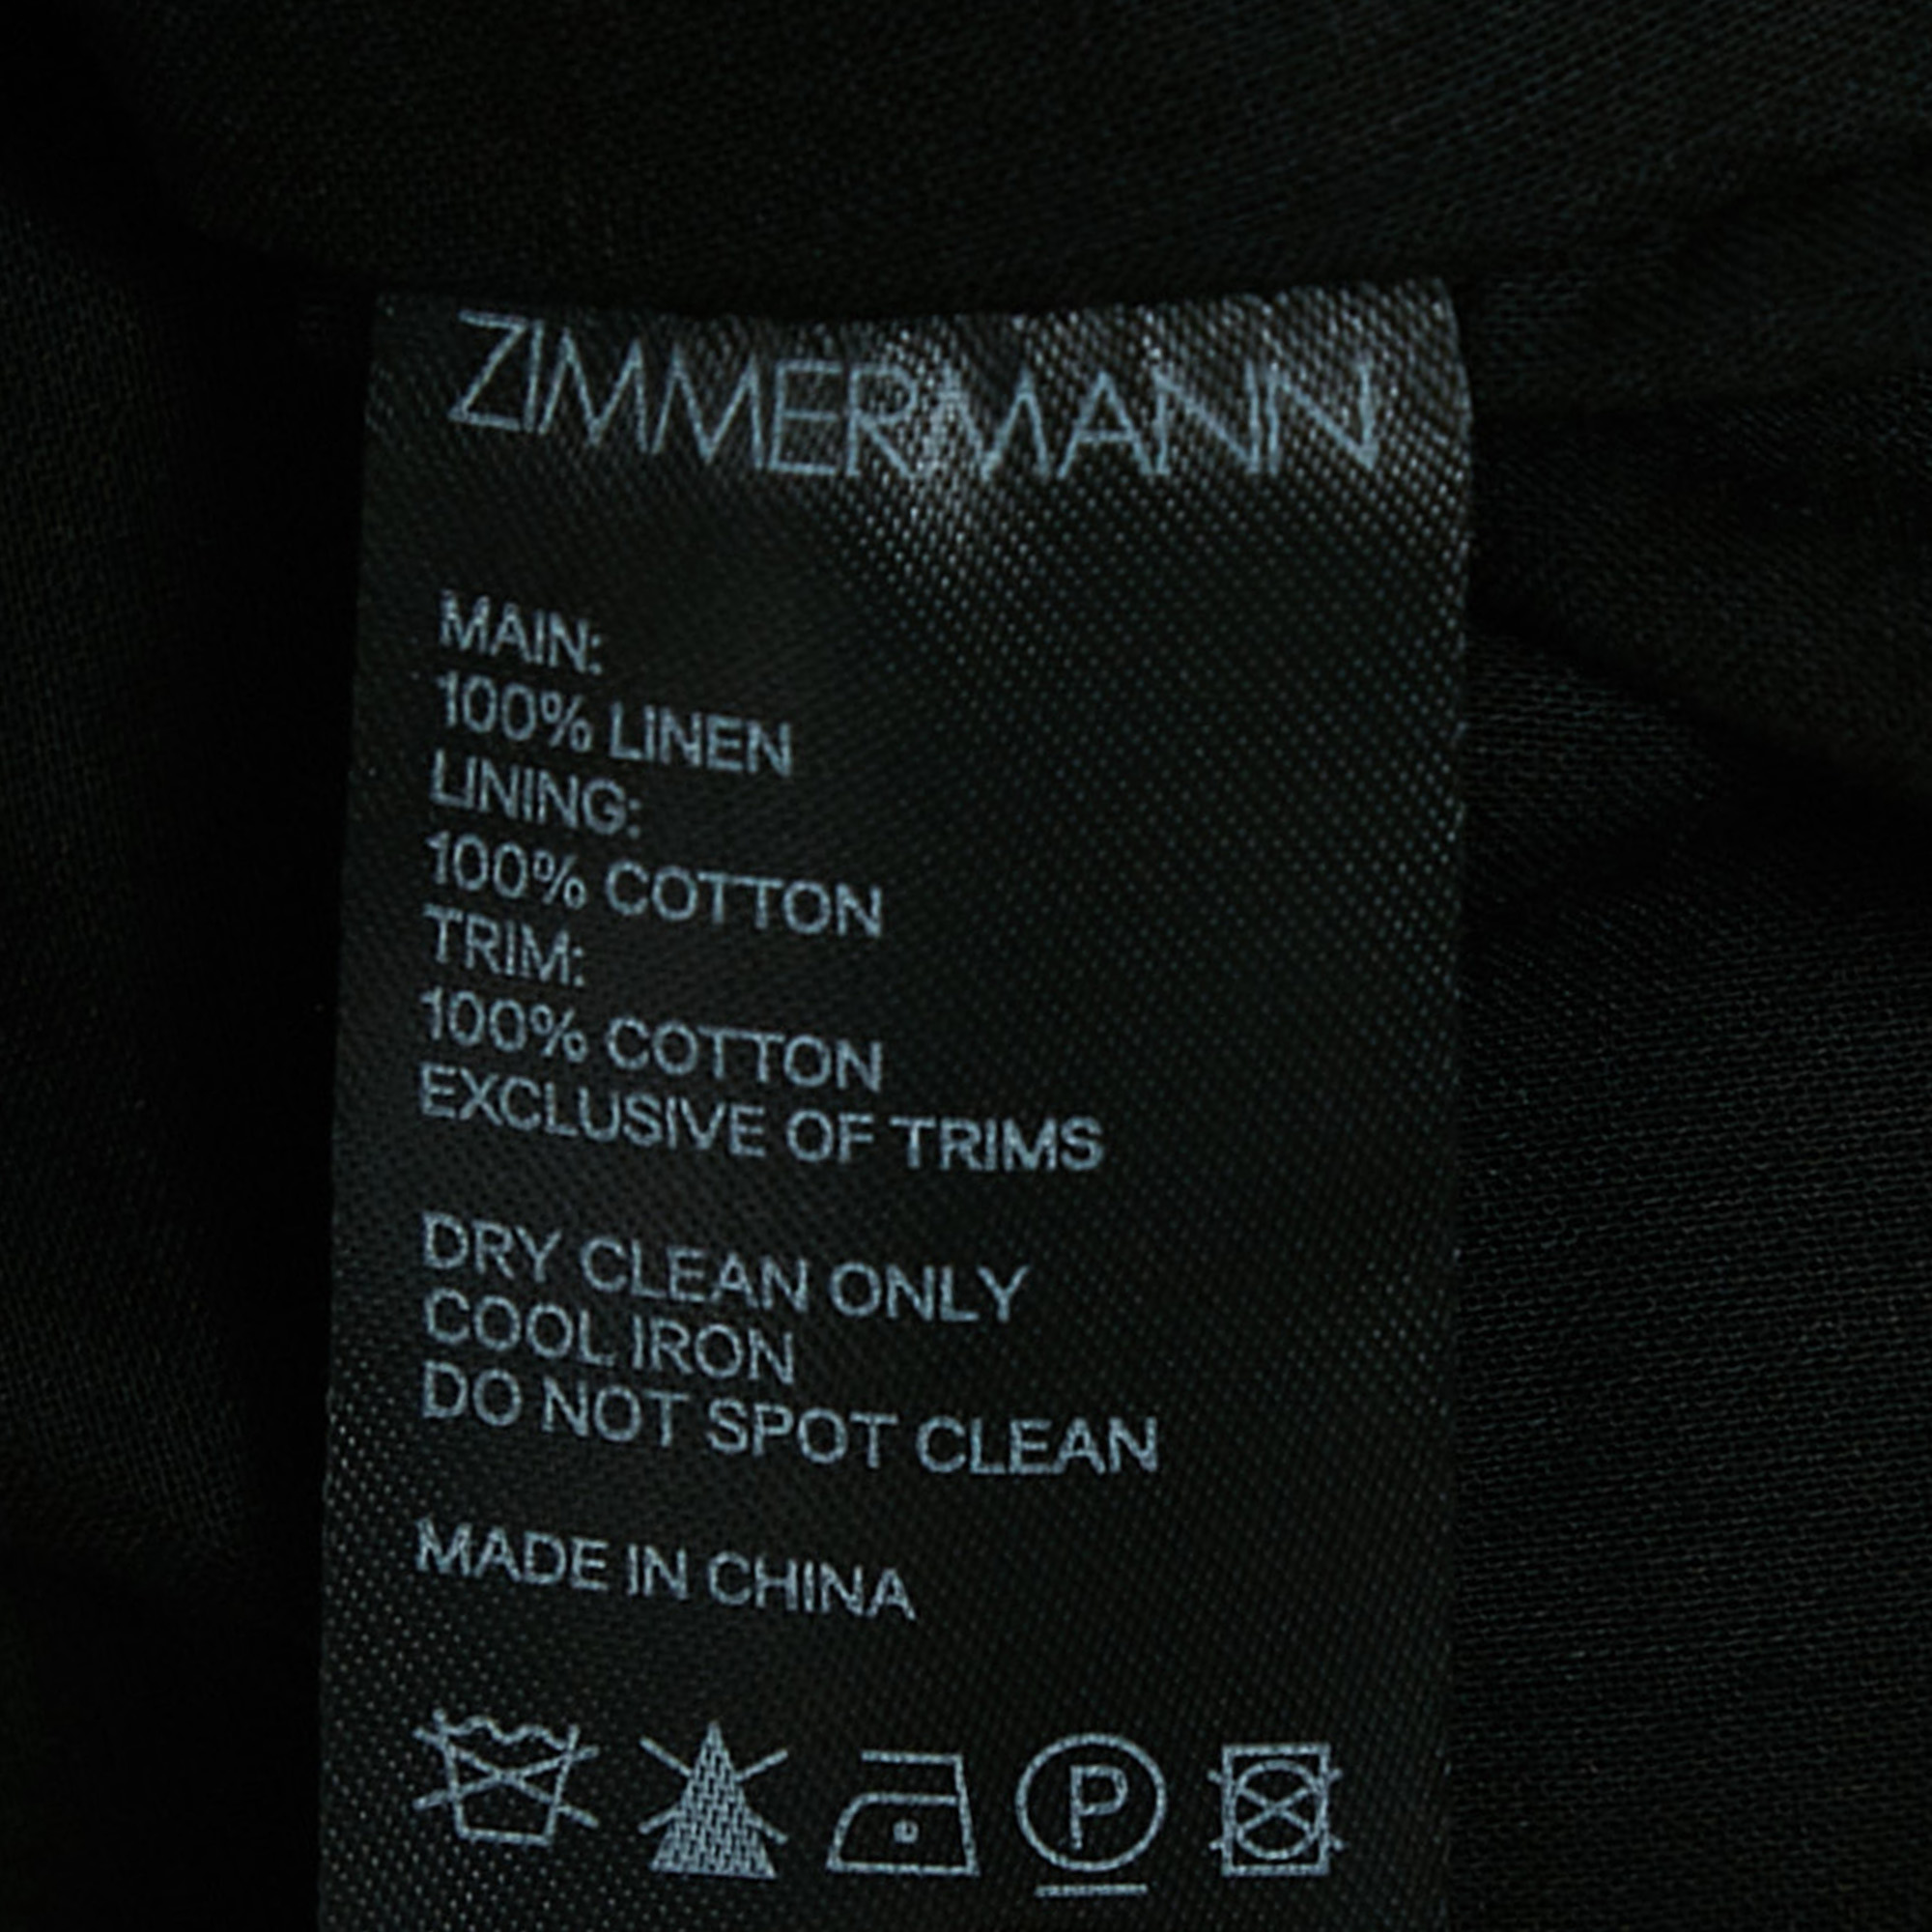 ZIMMERMANN
MAIN:
100% LINEN
LINING:
100% COTTON
TRIM:
100% COTTON
EXCLUSIVE OF TRIMS
DRY CLEAN ONLY
COOL IRON
DO NOT SPOT CLEAN
MADE IN CHINA
P